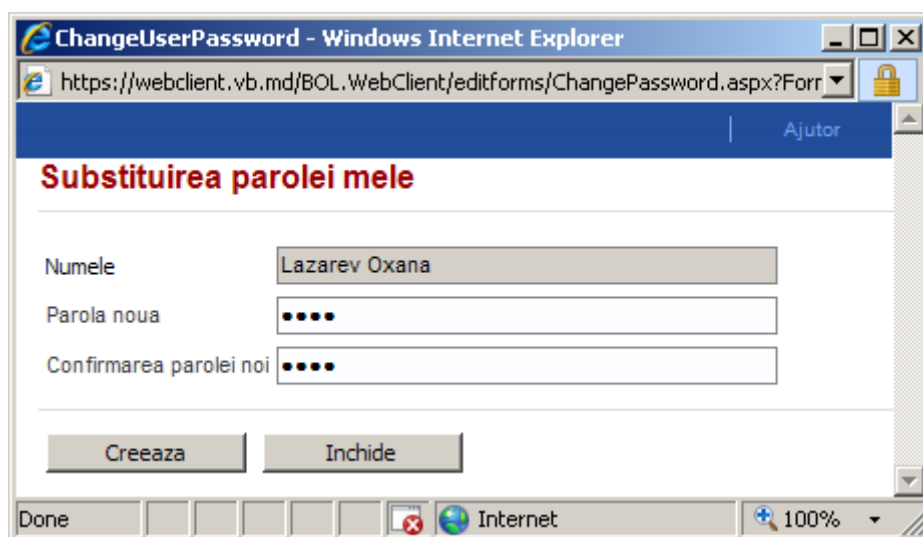 ChangeUserPassword - Windows Internet Explorer
https://webclient.vb.md/BOL.WebClient/editforms/ChangePassword.aspx?Forr
Ajutor
Substituirea parolei mele
Numele Lazarev Oxana
Parola noua ●●●●
Confirmarea parolei noi ●●●●
Creeaza Inchide
Done Internet 100%